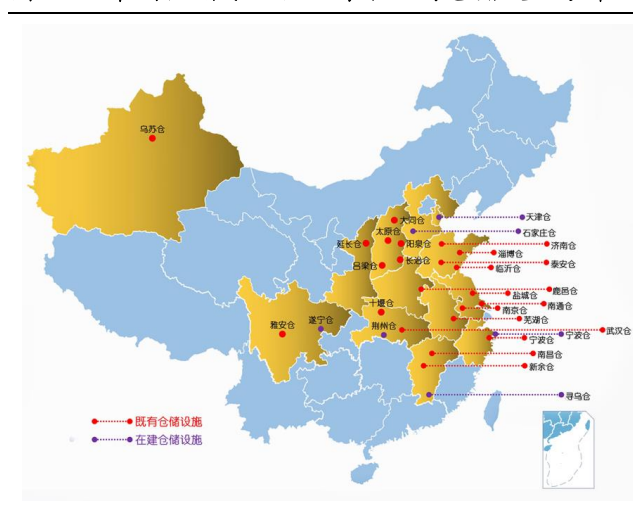 乌苏仓
大同仓
天津仓
太原仓
石家庄仓
延长仓
阳泉仓
济南仓
淄博仓
吕梁仓
长治仓
泰安仓
临沂仓
鹿邑仓
盐城仓
十堰仓
南通仓
南京仓
遂宁仓
芜湖仓
雅安仓
荆州仓
武汉仓
宁波仓
宁波仓
南昌仓
新余仓
寻乌仓
既有仓储设施
在建仓储设施